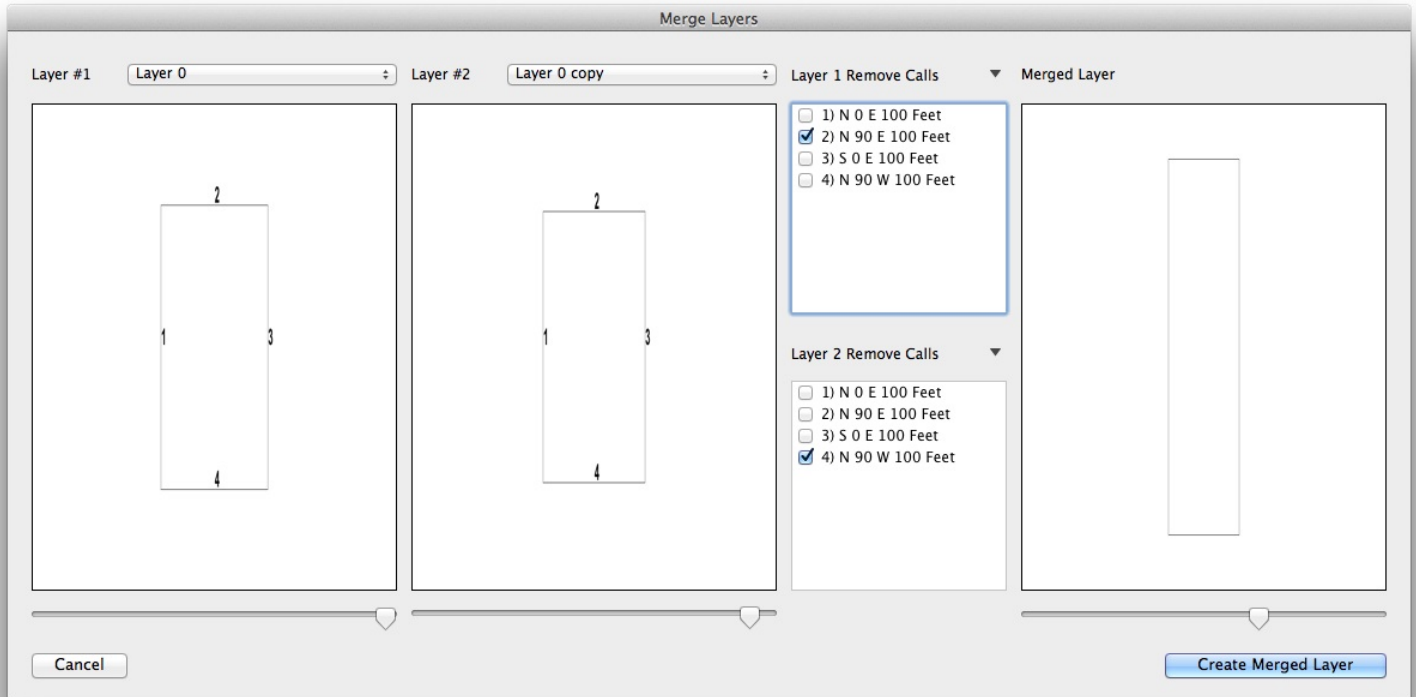 Merge Layers
Layer #1
Layer 0
Layer #2
Layer 0 copy
Layer 1 Remove Calls
Merged Layer
2
1
3
4
2
1
3
4
1) N 0 E 100 Feet
2) N 90 E 100 Feet
3) S 0 E 100 Feet
4) N 90 W 100 Feet
Layer 2 Remove Calls
1) N 0 E 100 Feet
2) N 90 E 100 Feet
3) S 0 E 100 Feet
4) N 90 W 100 Feet
Cancel
Create Merged Layer